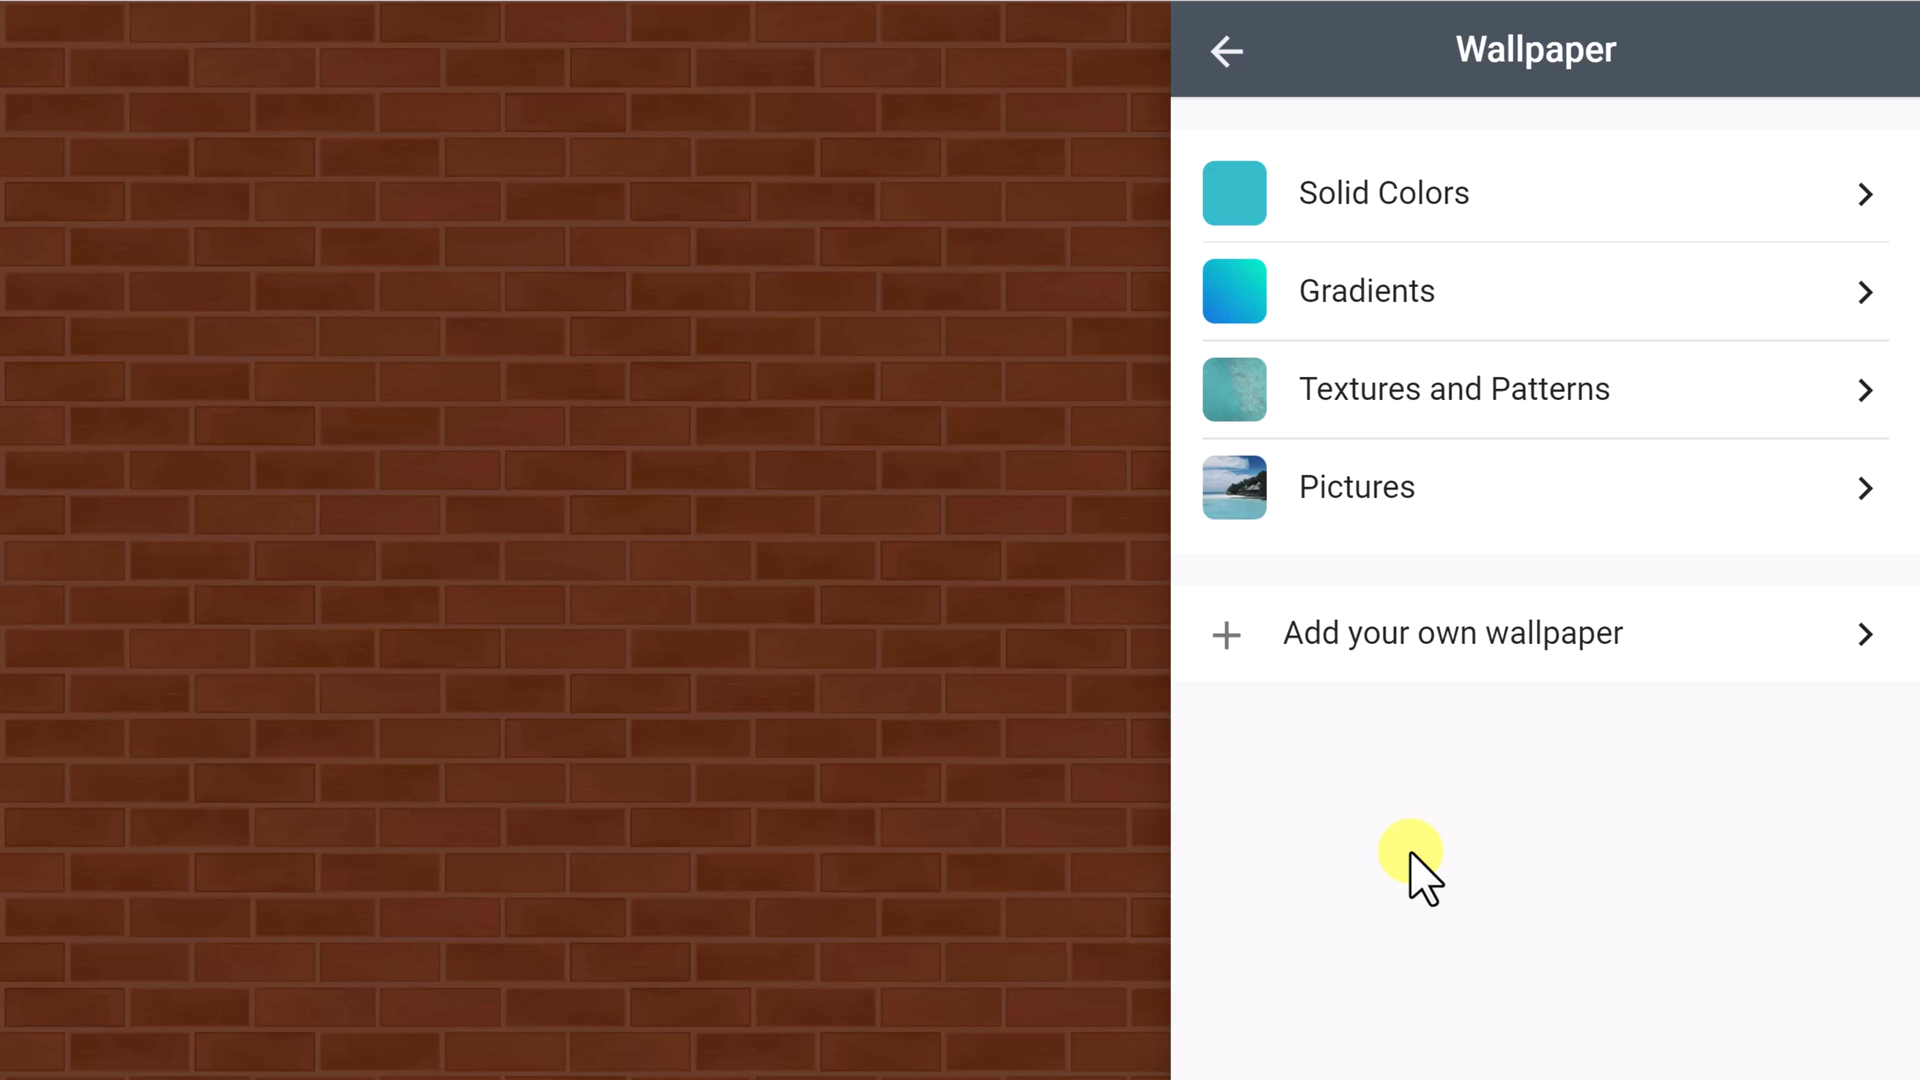 Wallpaper
Solid Colors
Gradients
Textures and Patterns
Pictures
Add your own wallpaper